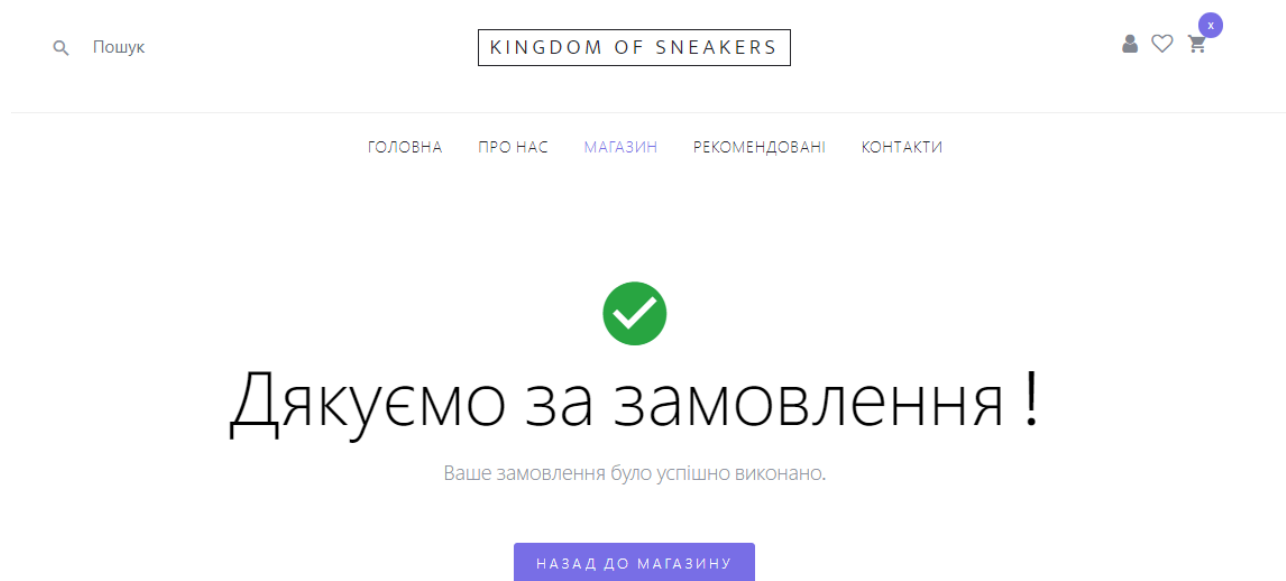 Пошук
KINGDOM OF SNEAKERS
x
ГОЛОВНА ПРО НАС МАГАЗИН РЕКОМЕНДОВАНІ КОНТАКТИ
Дякуємо за замовлення !
Ваше замовлення було успішно виконано.
НАЗАД ДО МАГАЗИНУ